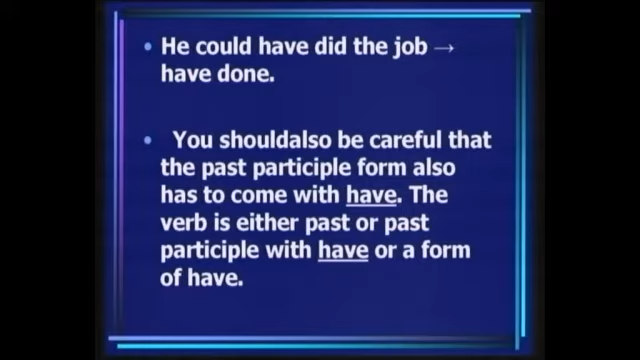 • He could have did the job →
have done.
• You shouldalso be careful that
the past participle form also
has to come with have. The
verb is either past or past
participle with have or a form
of have.